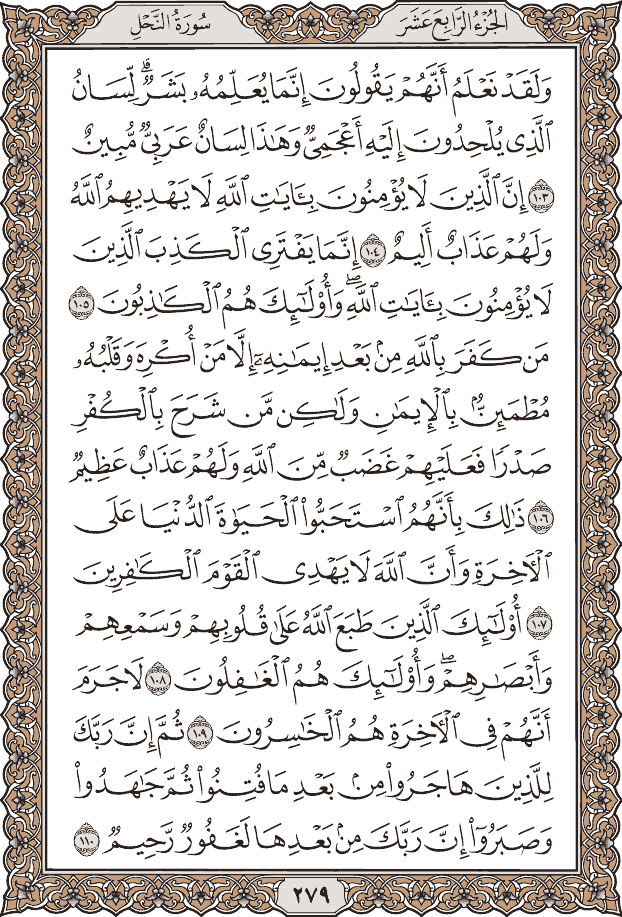 الجُزْءُ الرَّابِعَ عَشَرَ
سُورَةُ النَّحْلِ
وَلَقَدْ نَعْلَمُ أَنَّهُمْ يَقُولُونَ إِنَّمَا يُعَلِّمُهُۥ بَشَرٌ ۗ لِّسَانُ
ٱلَّذِى يُلْحِدُونَ إِلَيْهِ أَعْجَمِىٌّ وَهَٰذَا لِسَانٌ عَرَبِىٌّ مُّبِينٌ
١٠٣ إِنَّ ٱلَّذِينَ لَا يُؤْمِنُونَ بِـَٔايَٰتِ ٱللَّهِ لَا يَهْدِيهِمُ ٱللَّهُ
وَلَهُمْ عَذَابٌ أَلِيمٌ ١٠٤ إِنَّمَا يَفْتَرِى ٱلْكَذِبَ ٱلَّذِينَ
لَا يُؤْمِنُونَ بِـَٔايَٰتِ ٱللَّهِ ۖ وَأُو۟لَٰٓئِكَ هُمُ ٱلْكَٰذِبُونَ ١٠٥
مَن كَفَرَ بِٱللَّهِ مِنۢ بَعْدِ إِيمَٰنِهِۦٓ إِلَّا مَنْ أُكْرِهَ وَقَلْبُهُۥ
مُطْمَئِنٌّۢ بِٱلْإِيمَٰنِ وَلَٰكِن مَّن شَرَحَ بِٱلْكُفْرِ
صَدْرًا فَعَلَيْهِمْ غَضَبٌ مِّنَ ٱللَّهِ وَلَهُمْ عَذَابٌ عَظِيمٌ
١٠٦ ذَٰلِكَ بِأَنَّهُمُ ٱسْتَحَبُّوا۟ ٱلْحَيَوٰةَ ٱلدُّنْيَا عَلَى
ٱلْءَاخِرَةِ وَأَنَّ ٱللَّهَ لَا يَهْدِى ٱلْقَوْمَ ٱلْكَٰفِرِينَ
١٠٧ أُو۟لَٰٓئِكَ ٱلَّذِينَ طَبَعَ ٱللَّهُ عَلَىٰ قُلُوبِهِمْ وَسَمْعِهِمْ
وَأَبْصَٰرِهِمْ ۖ وَأُو۟لَٰٓئِكَ هُمُ ٱلْغَٰفِلُونَ ١٠٨ لَا جَرَمَ
أَنَّهُمْ فِى ٱلْءَاخِرَةِ هُمُ ٱلْخَٰسِرُونَ ١٠٩ ثُمَّ إِنَّ رَبَّكَ
لِلَّذِينَ هَاجَرُوا۟ مِنۢ بَعْدِ مَا فُتِنُوا۟ ثُمَّ جَٰهَدُوا۟
وَصَبَرُوٓا۟ إِنَّ رَبَّكَ مِنۢ بَعْدِهَا لَغَفُورٌ رَّحِيمٌ ١١٠
٢٧٩